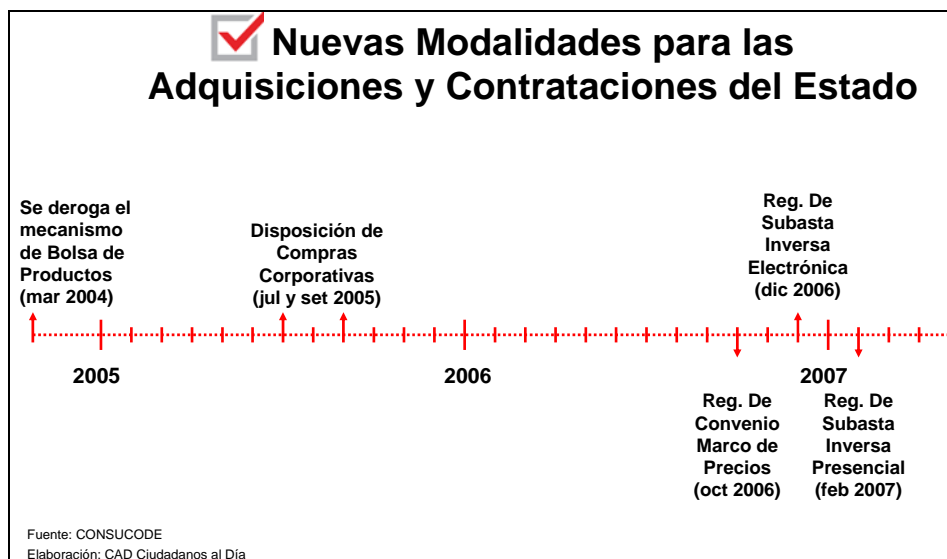 Nuevas Modalidades para las
Adquisiciones y Contrataciones del Estado
Se deroga el
mecanismo
de Bolsa de
Productos
(mar 2004)
Disposición de
Compras
Corporativas
(jul y set 2005)
Reg. De
Subasta
Inversa
Electrónica
(dic 2006)
2005
2006
2007
Reg. De
Convenio
Marco de
Precios
(oct 2006)
Reg. De
Subasta
Inversa
Presencial
(feb 2007)
Fuente: CONSUCODE
Elaboración: CAD Ciudadanos al Día